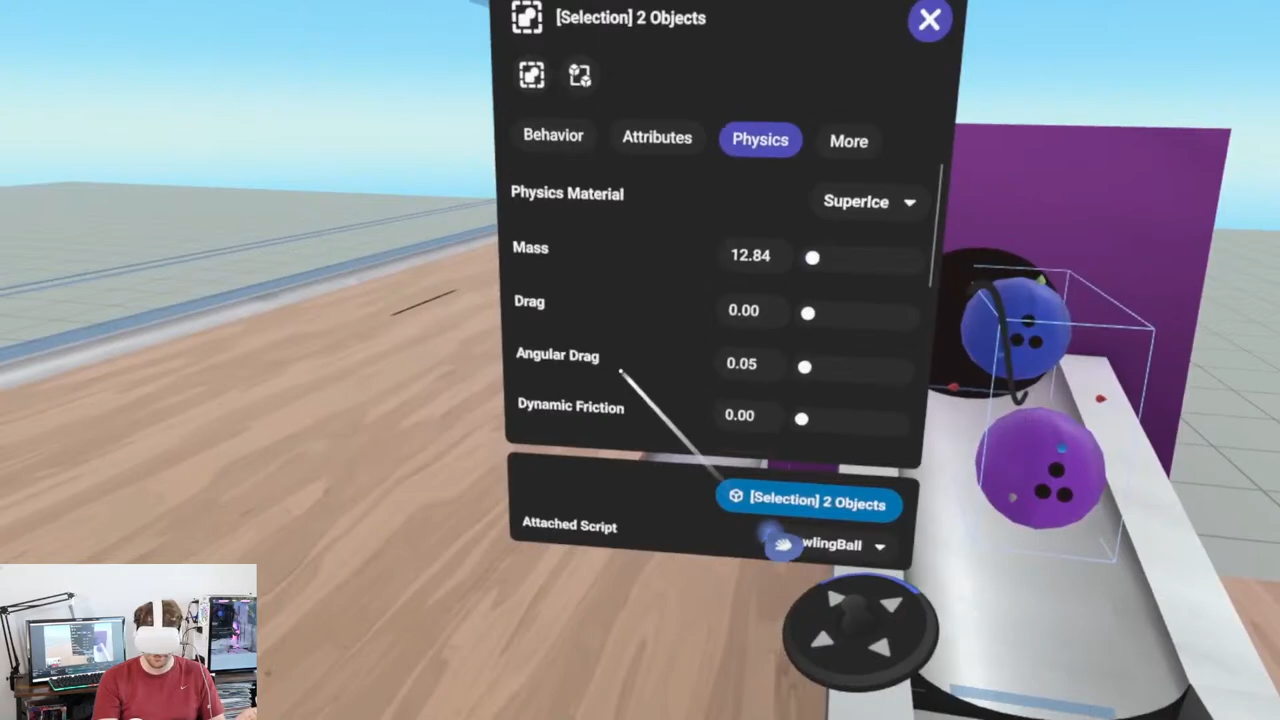 [Selection] 2 Objects
Behavior Attributes Physics More
Physics Material SuperIce
Mass 12.84
Drag 0.00
Angular Drag 0.05
Dynamic Friction 0.00
[Selection] 2 Objects
Attached Script wlingBall